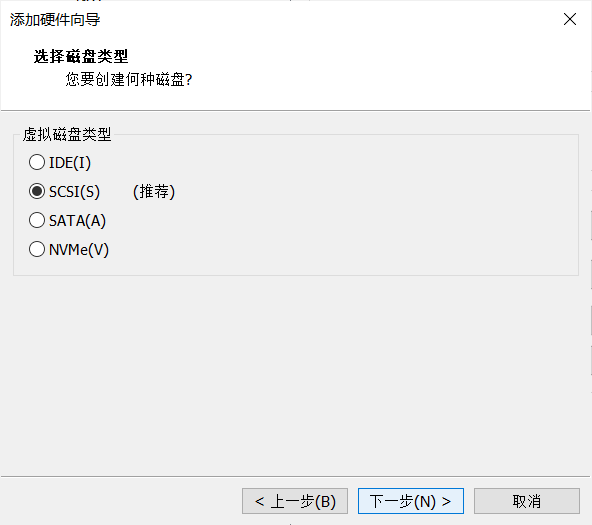 添加硬件向导
选择磁盘类型
您要创建何种磁盘?
虚拟磁盘类型
IDE(I)
SCSI(S) (推荐)
SATA(A)
NVMe(V)
< 上一步(B) 下一步(N) > 取消